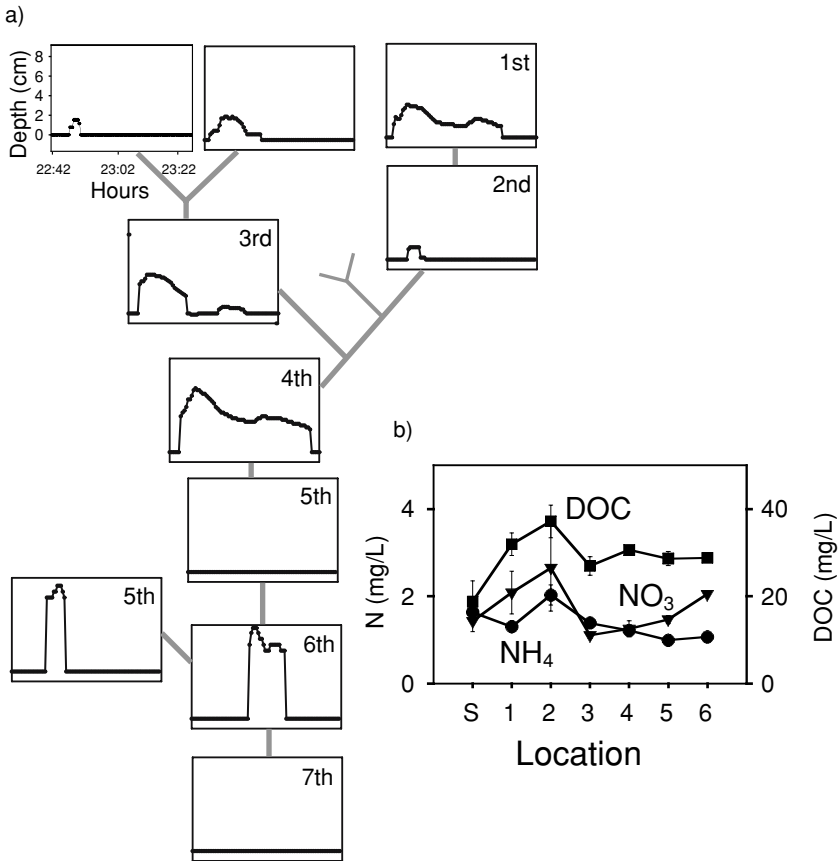 a)
Depth (cm)
8
6
4
2
0
22:42 23:02 23:22
Hours
1st
2nd
3rd
4th
5th
5th
6th
7th
b)
N (mg/L)
4
2
0
DOC
NO₃
NH₄
40
20
0
DOC (mg/L)
S 1 2 3 4 5 6
Location